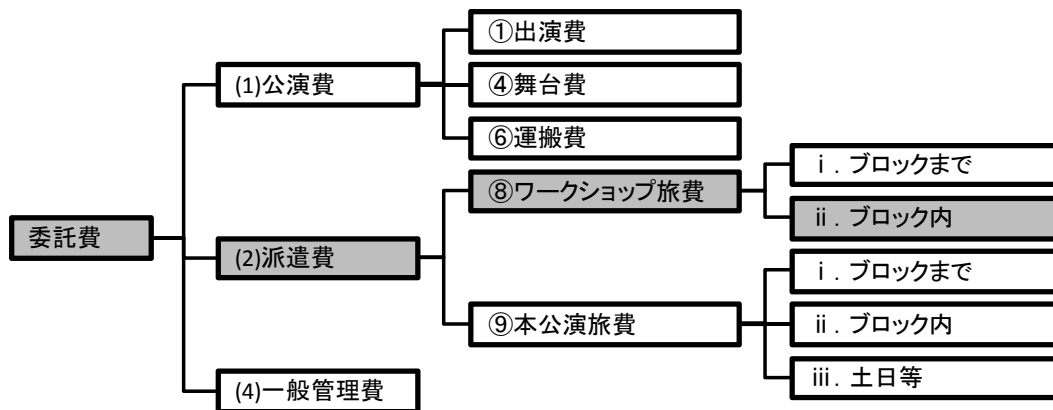 ①出演費
(1)公演費
④舞台費
⑥運搬費
ⅰ．ブロックまで
⑧ワークショップ旅費
ⅱ．ブロック内
委託費
(2)派遣費
ⅰ．ブロックまで
⑨本公演旅費
ⅱ．ブロック内
ⅲ．土日等
(4)一般管理費